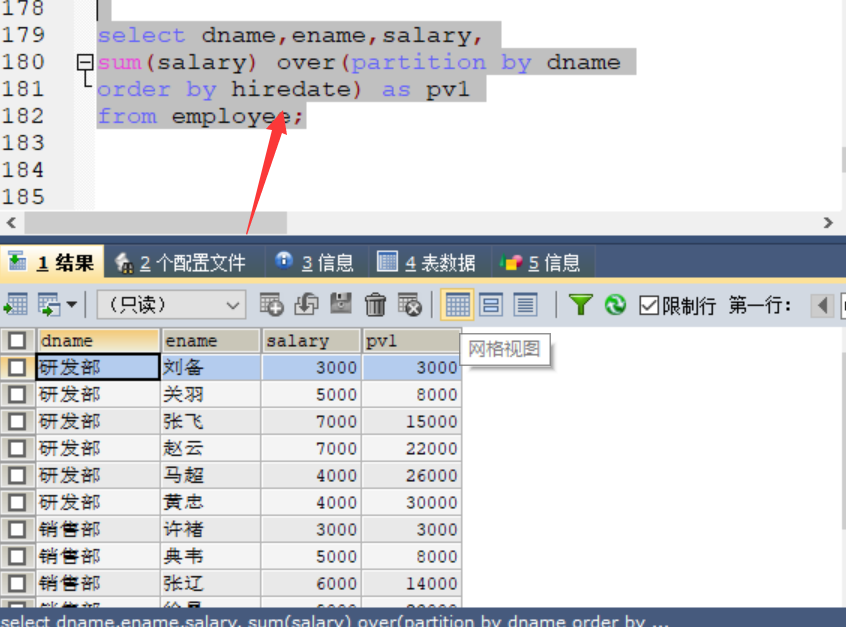 178
179 select dname,ename,salary,
180 sum(salary) over(partition by dname
181 order by hiredate) as pv1
182 from employee;
183
184
185
1 结果 2 个配置文件 3 信息 4 表数据 5 信息
(只读) 限制行 第一行:
dname ename salary pv1
网格视图
研发部 刘备 3000 3000
研发部 关羽 5000 8000
研发部 张飞 7000 15000
研发部 赵云 7000 22000
研发部 马超 4000 26000
研发部 黄忠 4000 30000
销售部 许褚 3000 3000
销售部 典韦 5000 8000
销售部 张辽 6000 14000
select dname,ename,salary, sum(salary) over(partition by dname order by ...